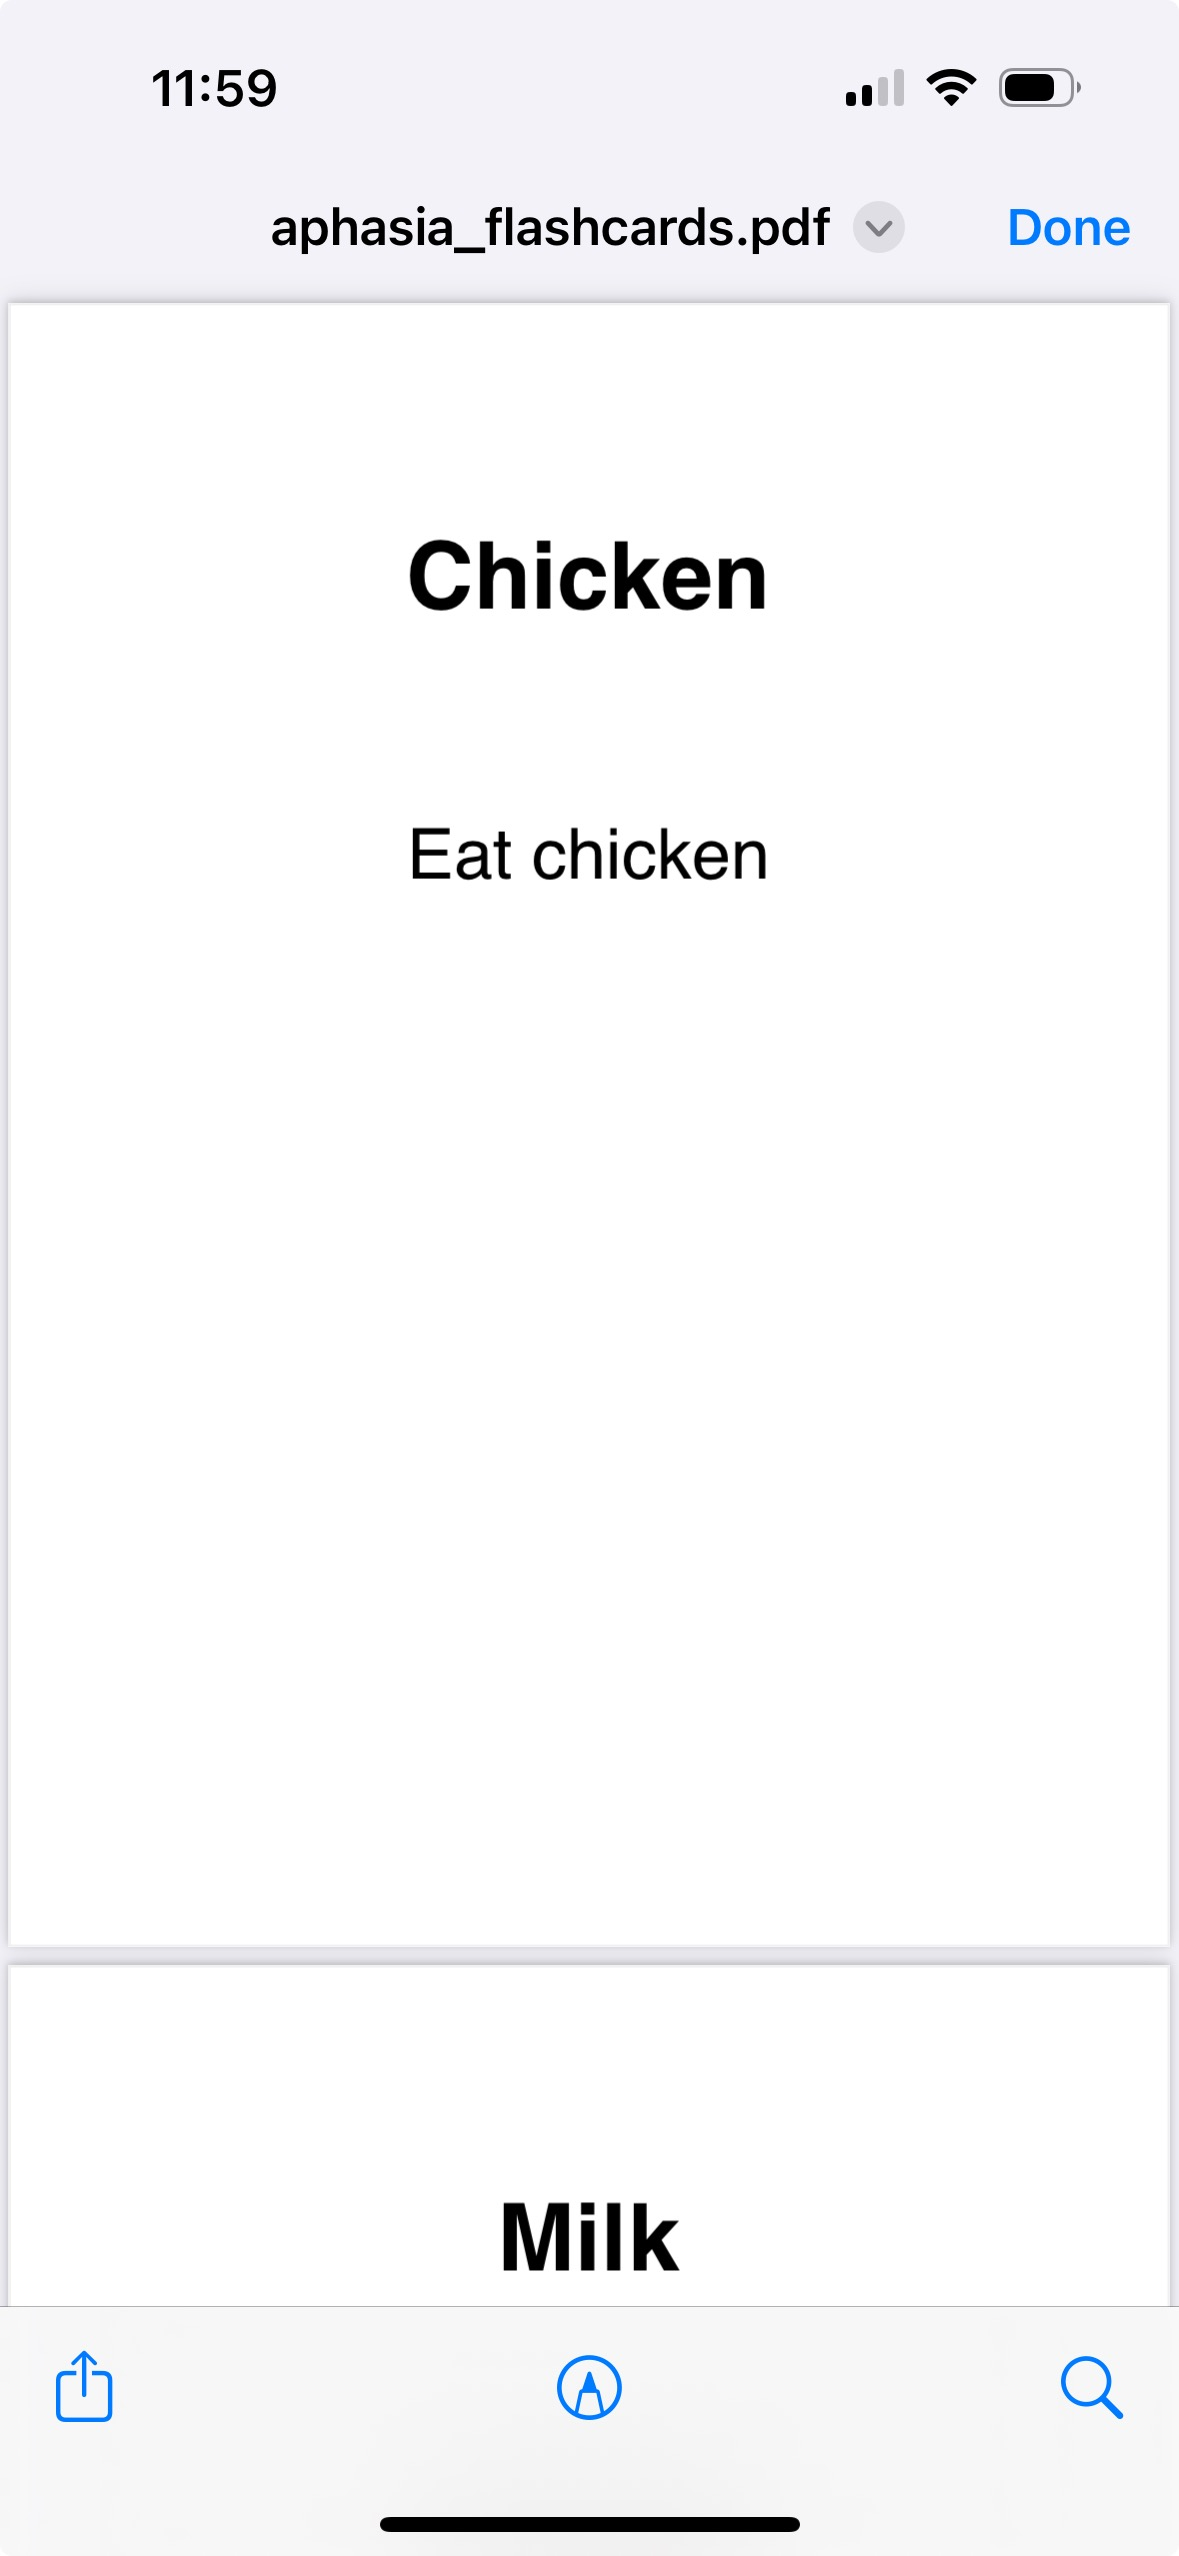 11:59
aphasia_flashcards.pdf
Done
Chicken
Eat chicken
Milk